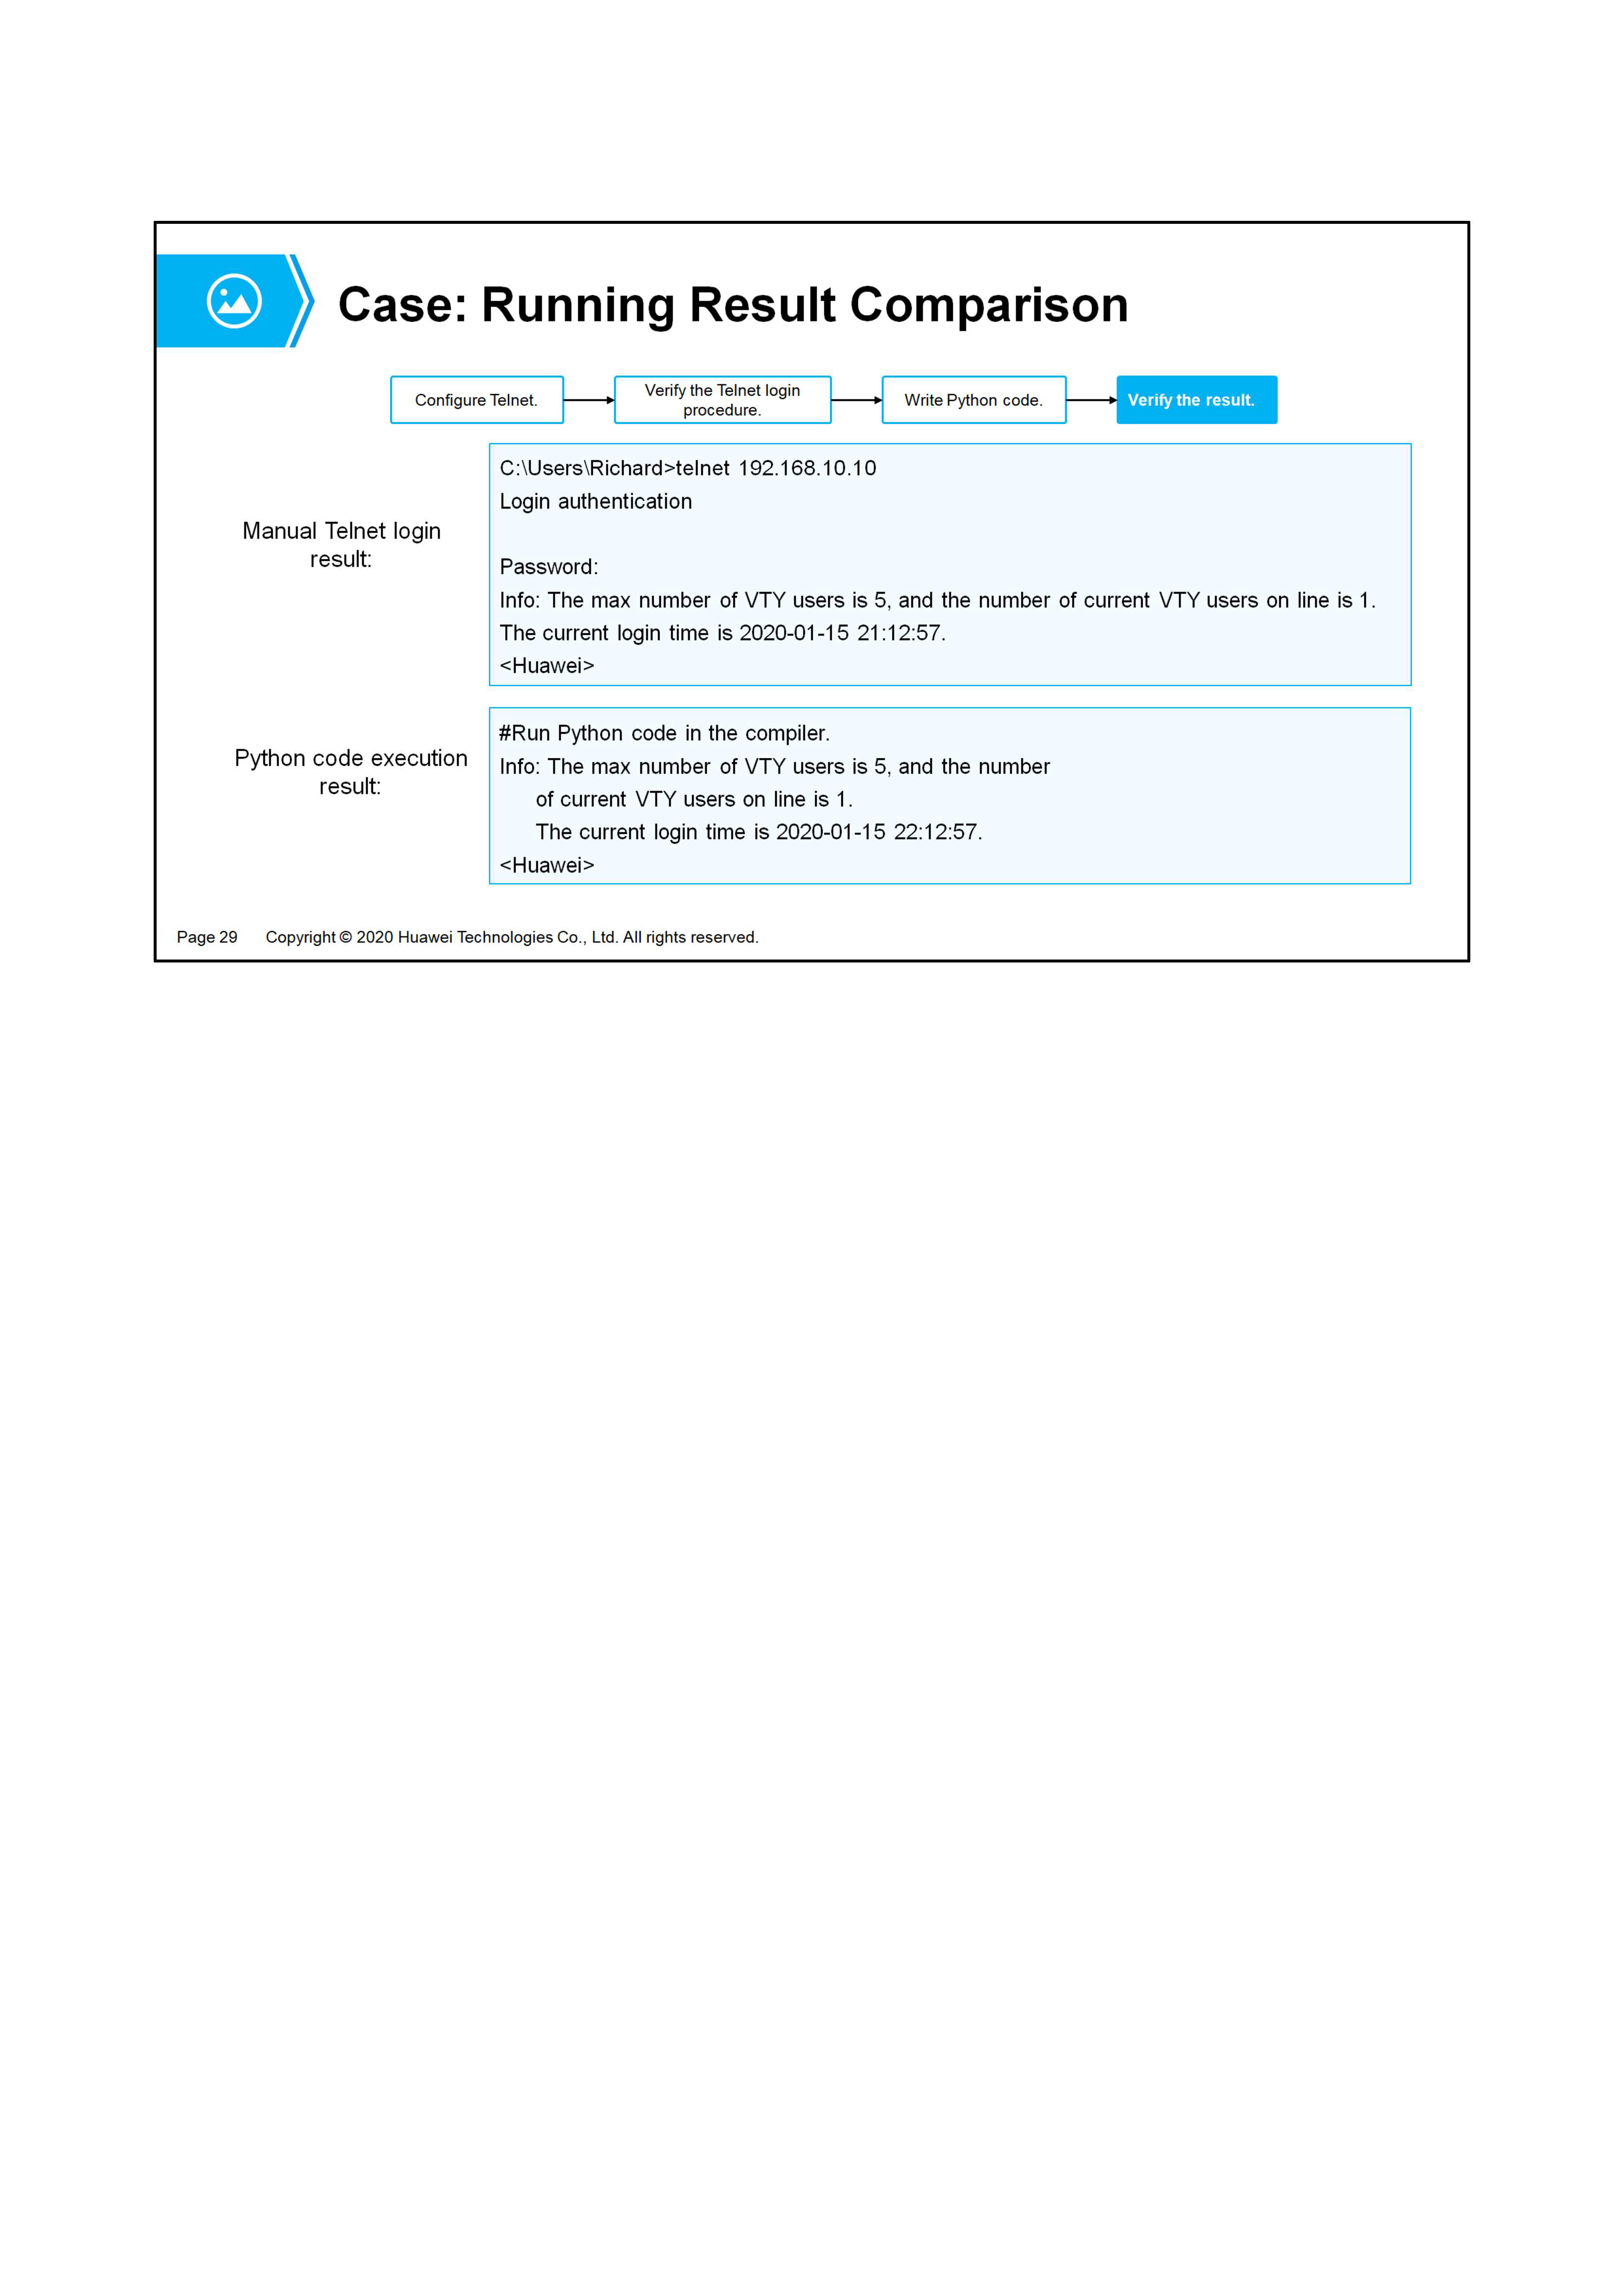 Case: Running Result Comparison
Configure Telnet.
Verify the Telnet login
procedure.
Write Python code.
Verify the result.
Manual Telnet login
result:
C:\Users\Richard>telnet 192.168.10.10
Login authentication
Password:
Info: The max number of VTY users is 5, and the number of current VTY users on line is 1.
The current login time is 2020-01-15 21:12:57.
<Huawei>
Python code execution
result:
#Run Python code in the compiler.
Info: The max number of VTY users is 5, and the number
of current VTY users on line is 1.
The current login time is 2020-01-15 22:12:57.
<Huawei>
Page 29 Copyright © 2020 Huawei Technologies Co., Ltd. All rights reserved.